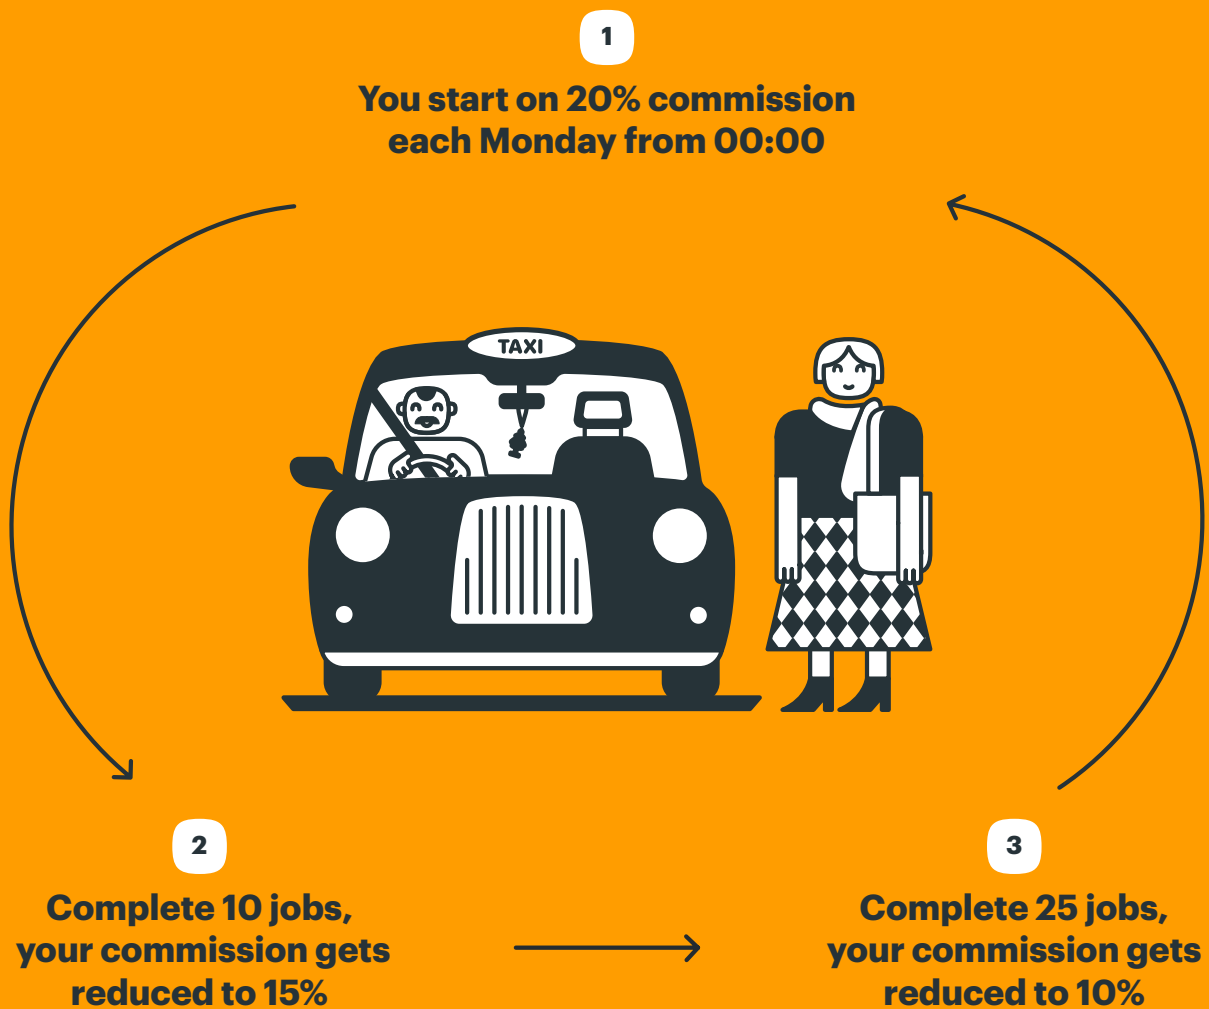 1
You start on 20% commission
each Monday from 00:00
TAXI
2
Complete 10 jobs,
your commission gets
reduced to 15%
3
Complete 25 jobs,
your commission gets
reduced to 10%